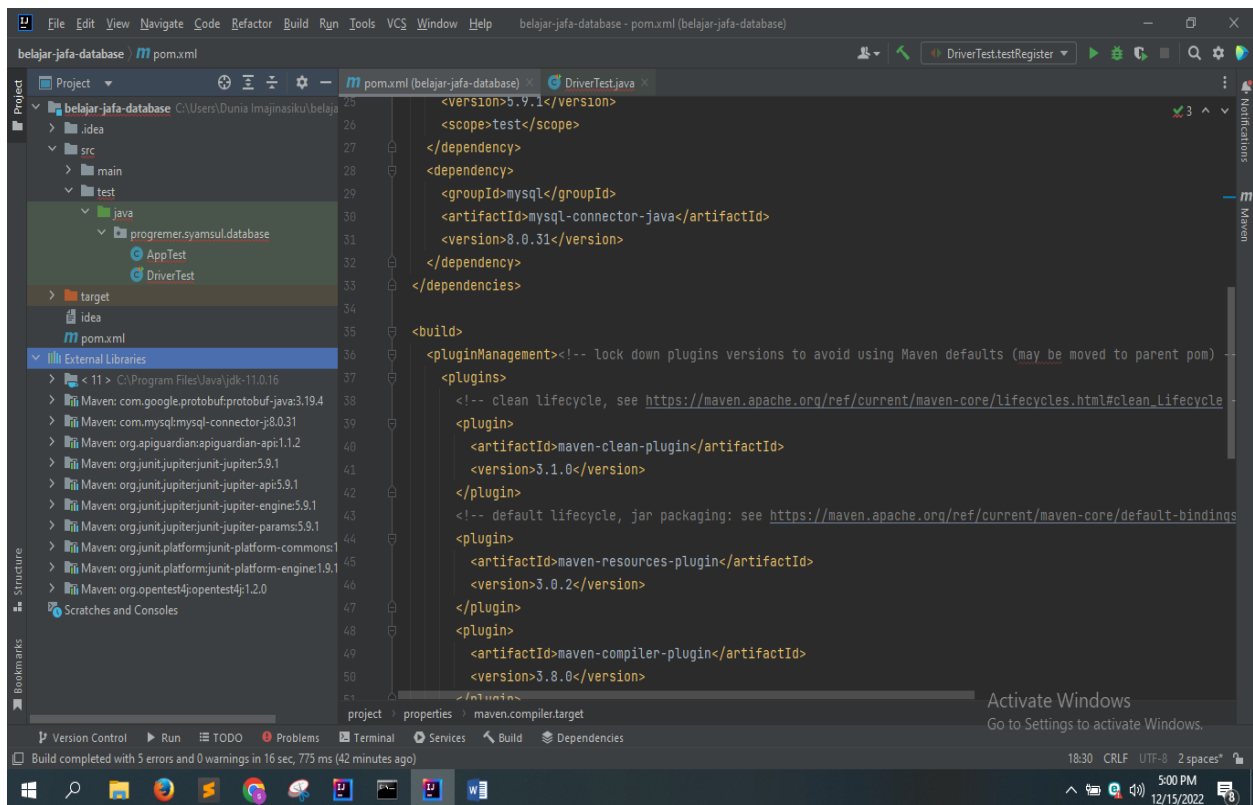 File Edit View Navigate Code Refactor Build Run Tools VCS Window Help belajar-jafa-database - pom.xml (belajar-jafa-database)
belajar-jafa-database pom.xml
DriverTest.testRegister
Project
pom.xml (belajar-jafa-database)
DriverTest.java
Project
belajar-jafa-database C:\Users\Dunia Imajinasiku\belaja
.idea
src
main
test
java
progremer.syamsul.database
AppTest
DriverTest
target
idea
pom.xml
External Libraries
< 11 > C:\Program Files\Java\jdk-11.0.16
Maven: com.google.protobuf:protobuf-java:3.19.4
Maven: com.mysql:mysql-connector-j:8.0.31
Maven: org.apiguardian:apiguardian-api:1.1.2
Maven: org.junit.jupiter:junit-jupiter:5.9.1
Maven: org.junit.jupiter:junit-jupiter-api:5.9.1
Maven: org.junit.jupiter:junit-jupiter-engine:5.9.1
Maven: org.junit.jupiter:junit-jupiter-params:5.9.1
Maven: org.junit.platform:junit-platform-commons:1
Maven: org.junit.platform:junit-platform-engine:1.9.1
Maven: org.opentest4j:opentest4j:1.2.0
Scratches and Consoles
25 <version>5.9.1</version>
26 <scope>test</scope>
27 </dependency>
28 <dependency>
29 <groupId>mysql</groupId>
30 <artifactId>mysql-connector-java</artifactId>
31 <version>8.0.31</version>
32 </dependency>
33 </dependencies>
34
35 <build>
36 <pluginManagement><!-- lock down plugins versions to avoid using Maven defaults (may be moved to parent pom) -
37 <plugins>
38 <!-- clean lifecycle, see https://maven.apache.org/ref/current/maven-core/lifecycles.html#clean_Lifecycle -
39 <plugin>
40 <artifactId>maven-clean-plugin</artifactId>
41 <version>3.1.0</version>
42 </plugin>
43 <!-- default lifecycle, jar packaging: see https://maven.apache.org/ref/current/maven-core/default-bindings
44 <plugin>
45 <artifactId>maven-resources-plugin</artifactId>
46 <version>3.0.2</version>
47 </plugin>
48 <plugin>
49 <artifactId>maven-compiler-plugin</artifactId>
50 <version>3.8.0</version>
51 </plugin>
3
Notifications
Maven
Structure
Bookmarks
project > properties > maven.compiler.target
Activate Windows
Go to Settings to activate Windows.
Version Control Run TODO Problems Terminal Services Build Dependencies
Build completed with 5 errors and 0 warnings in 16 sec, 775 ms (42 minutes ago)
18:30 CRLF UTF-8 2 spaces*
5:00 PM
12/15/2022
8